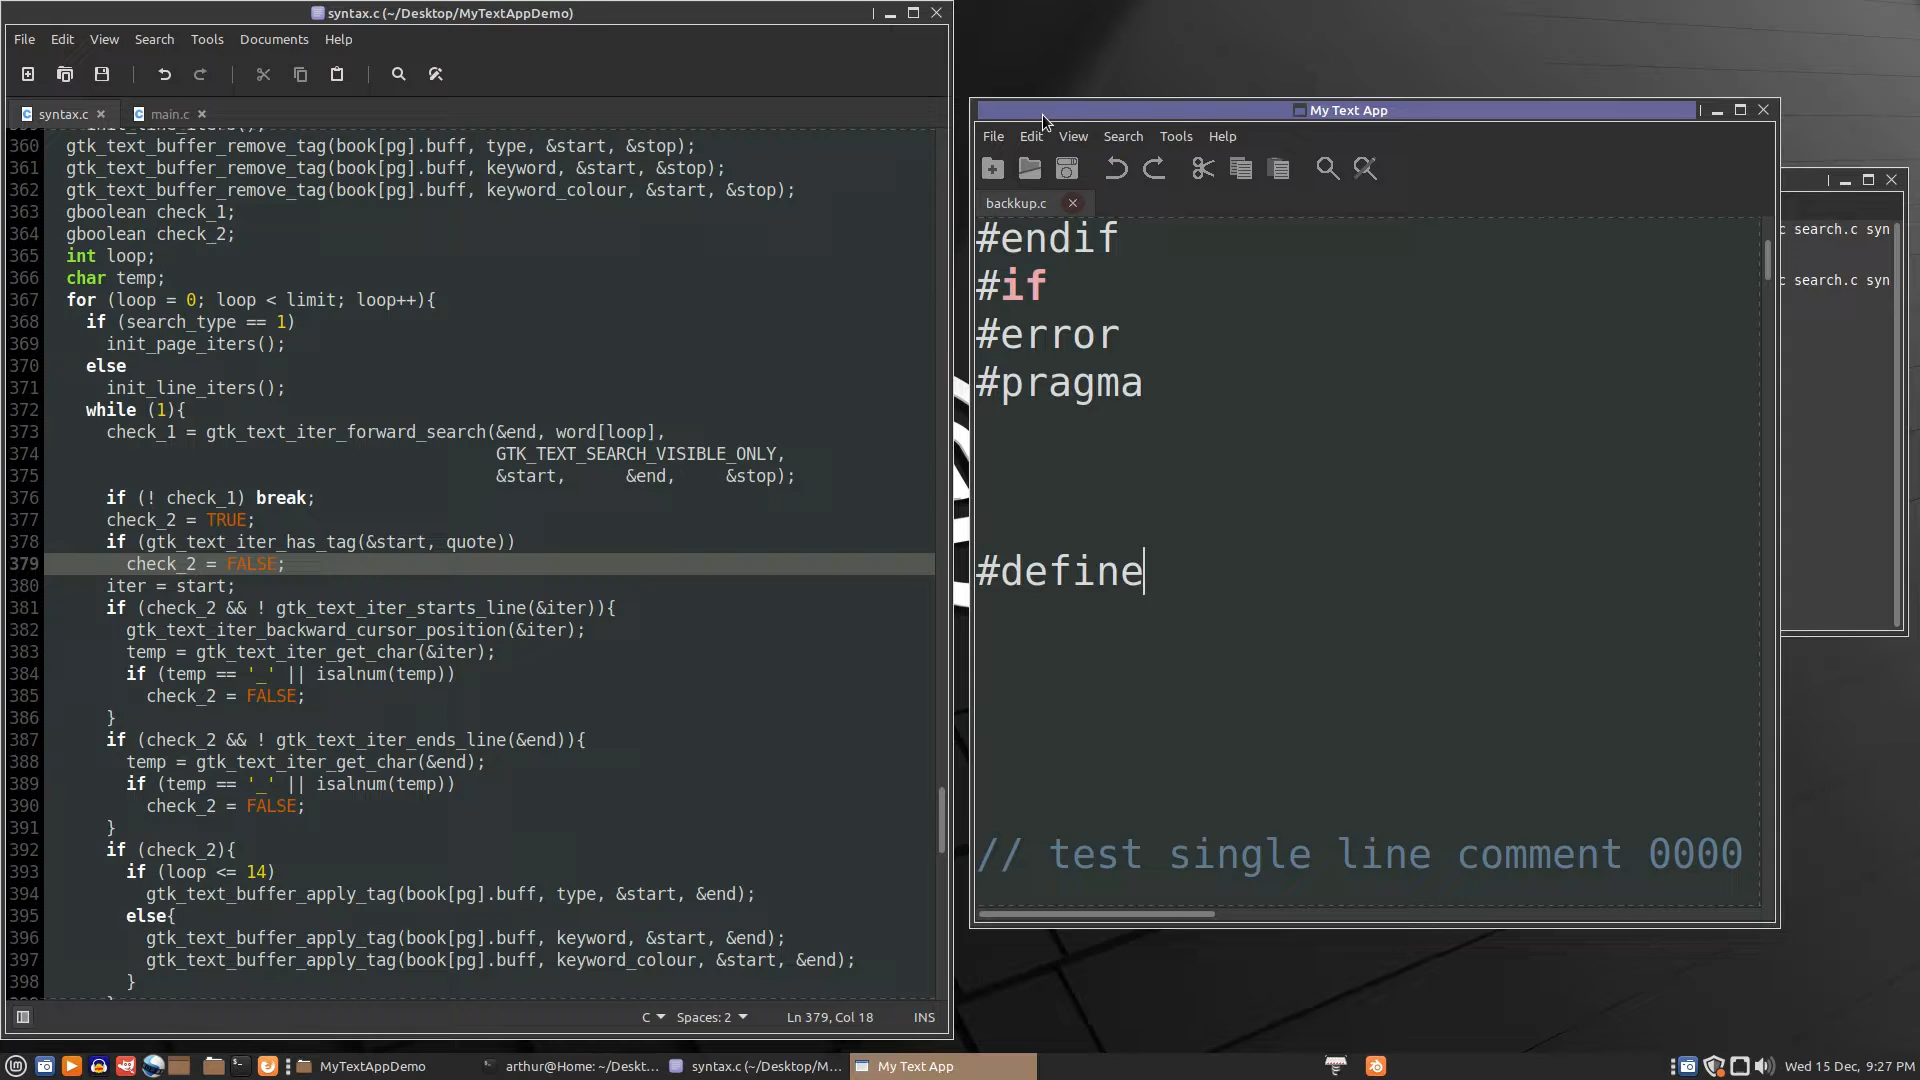 syntax.c (~/Desktop/MyTextAppDemo)
File Edit View Search Tools Documents Help
syntax.c main.c
360 gtk_text_buffer_remove_tag(book[pg].buff, type, &start, &stop);
361 gtk_text_buffer_remove_tag(book[pg].buff, keyword, &start, &stop);
362 gtk_text_buffer_remove_tag(book[pg].buff, keyword_colour, &start, &stop);
363 gboolean check_1;
364 gboolean check_2;
365 int loop;
366 char temp;
367 for (loop = 0; loop < limit; loop++){
368 if (search_type == 1)
369 init_page_iters();
370 else
371 init_line_iters();
372 while (1){
373 check_1 = gtk_text_iter_forward_search(&end, word[loop],
374 GTK_TEXT_SEARCH_VISIBLE_ONLY,
375 &start, &end, &stop);
376 if (! check_1) break;
377 check_2 = TRUE;
378 if (gtk_text_iter_has_tag(&start, quote))
379 check_2 = FALSE;
380 iter = start;
381 if (check_2 && ! gtk_text_iter_starts_line(&iter)){
382 gtk_text_iter_backward_cursor_position(&iter);
383 temp = gtk_text_iter_get_char(&iter);
384 if (temp == '_' || isalnum(temp))
385 check_2 = FALSE;
386 }
387 if (check_2 && ! gtk_text_iter_ends_line(&end)){
388 temp = gtk_text_iter_get_char(&end);
389 if (temp == '_' || isalnum(temp))
390 check_2 = FALSE;
391 }
392 if (check_2){
393 if (loop <= 14)
394 gtk_text_buffer_apply_tag(book[pg].buff, type, &start, &end);
395 else{
396 gtk_text_buffer_apply_tag(book[pg].buff, keyword, &start, &end);
397 gtk_text_buffer_apply_tag(book[pg].buff, keyword_colour, &start, &end);
398 }
C Spaces: 2 Ln 379, Col 18 INS
My Text App
File Edit View Search Tools Help
backkup.c
#endif
#if
#error
#pragma
#define
// test single line comment 0000
c search.c syn
c search.c syn
MyTextAppDemo arthur@Home: ~/Deskt... syntax.c (~/Desktop/M... My Text App Wed 15 Dec, 9:27 PM